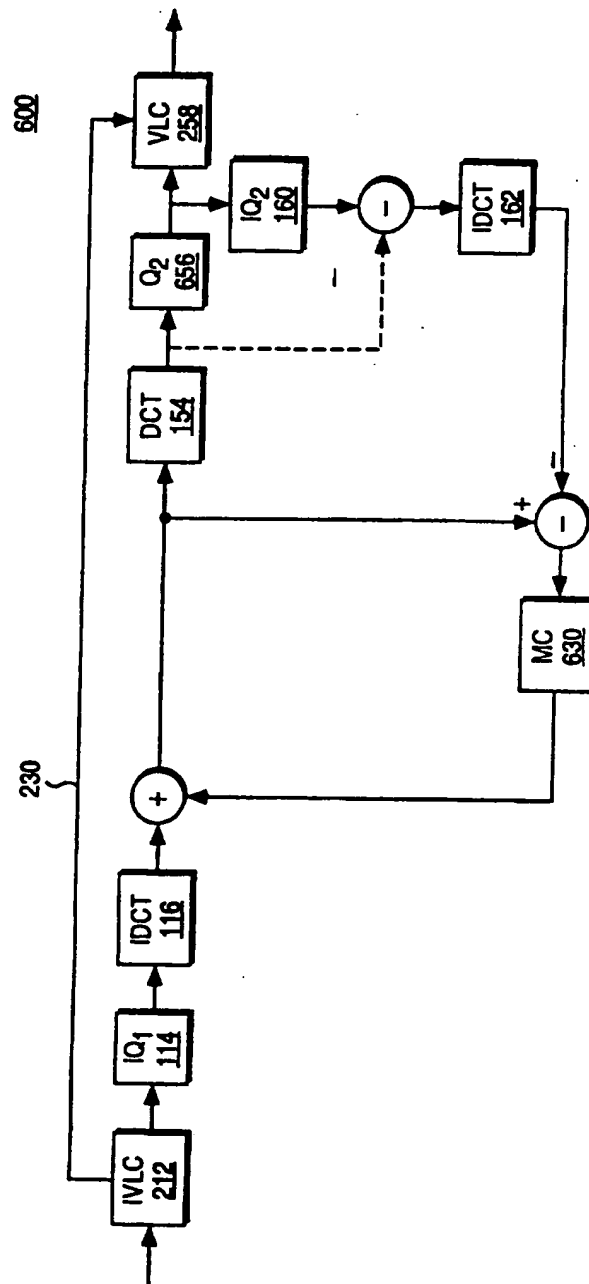 600
230
IVLC
212
IQ1
114
IDCT
116
+
DCT
154
Q2
656
VLC
258
IQ2
160
−
−
IDCT
162
+
−
−
MC
630